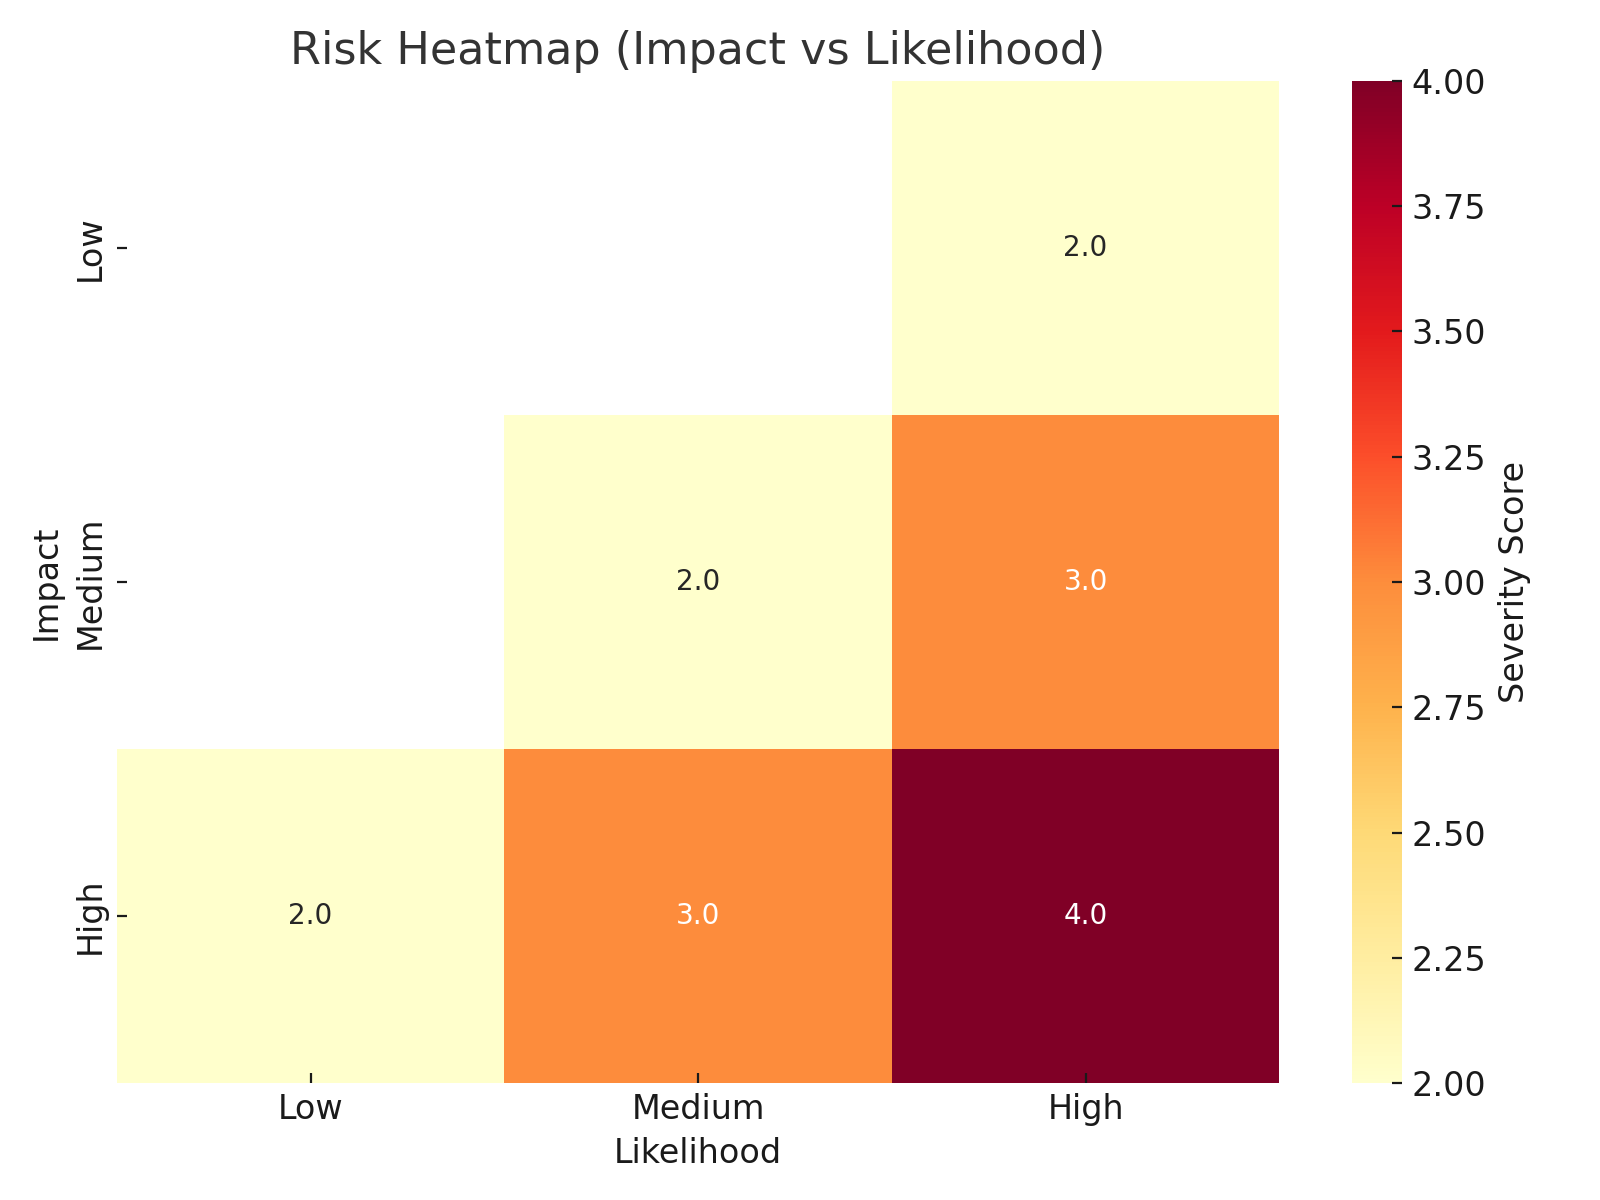 Risk Heatmap (Impact vs Likelihood)
Impact
Low
Medium
High
2.0
2.0
3.0
2.0
3.0
4.0
Low
Medium
High
Likelihood
4.00
3.75
3.50
3.25
3.00
2.75
2.50
2.25
2.00
Severity Score